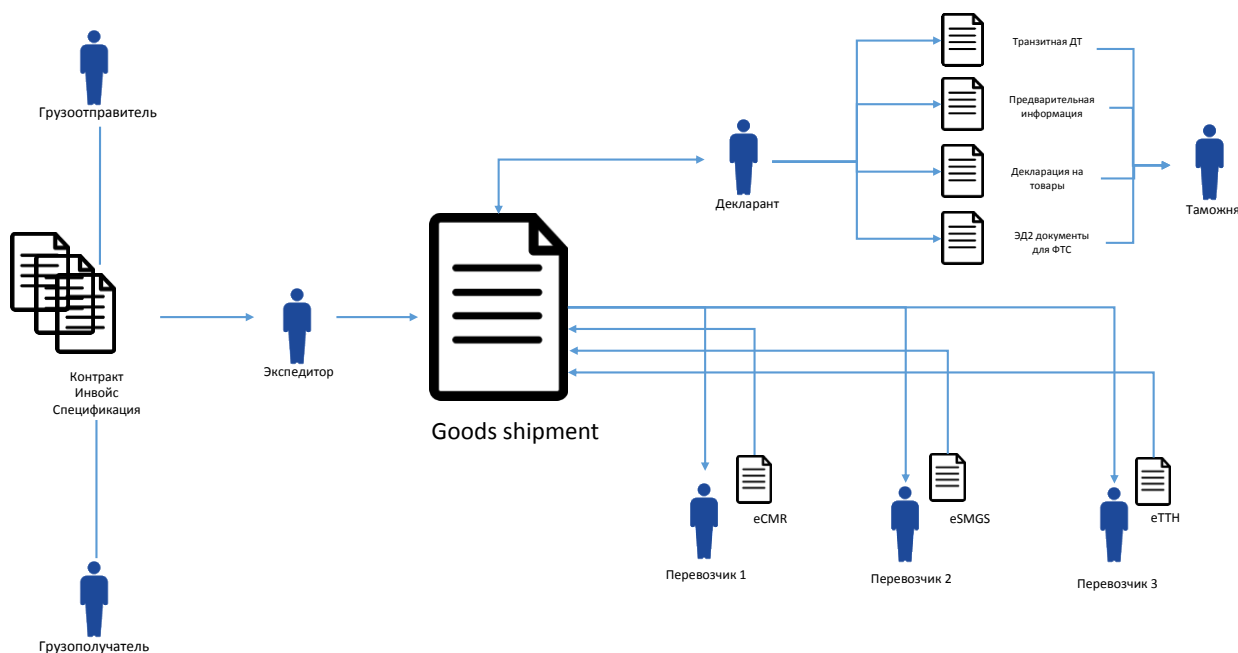 Грузоотправитель
Контракт
Инвойс
Спецификация
Грузополучатель
Экспедитор
Goods shipment
Декларант
Транзитная ДТ
Предварительная
информация
Декларация на
товары
ЭД2 документы
для ФТС
Таможня
eCMR
Перевозчик 1
eSMGS
Перевозчик 2
eTTH
Перевозчик 3